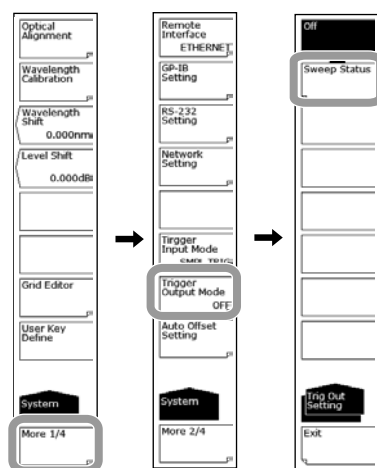 Optical
Alignment
Wavelength
Calibration
Wavelength
Shift
0.000nm
Level Shift
0.000dB
Grid Editor
User Key
Define
System
More 1/4
Remote
Interface
ETHERNET
GP-IB
Setting
RS-232
Setting
Network
Setting
Tirgger
Input Mode
SMPL TRIG
Trigger
Output Mode
OFF
Auto Offset
Setting
System
More 2/4
Off
Sweep Status
Trig Out
Setting
Exit